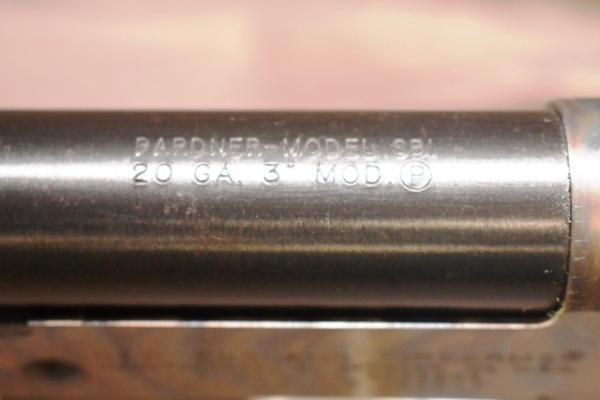 PARDNER-MODEL SB1
20 GA. 3" MOD. P